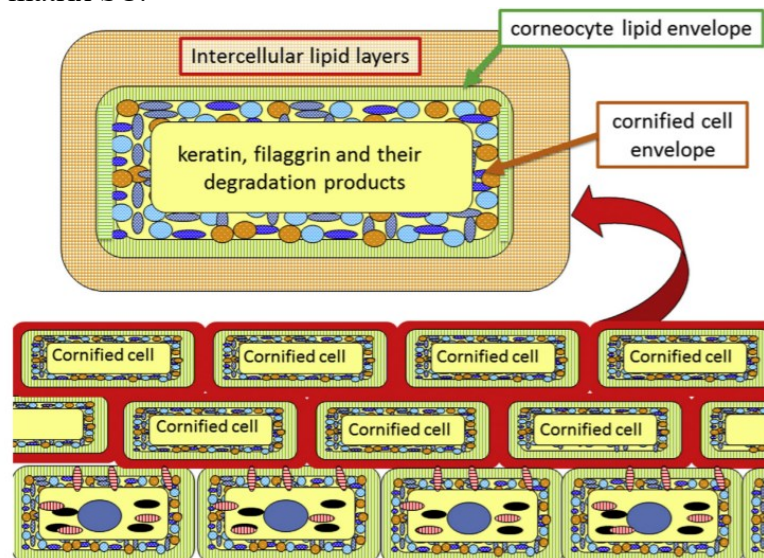 corneocyte lipid envelope
Intercellular lipid layers
cornified cell
envelope
keratin, filaggrin and their
degradation products
Cornified cell
Cornified cell
Cornified cell
Cornified cell
Cornified cell
Cornified cell
Cornified cell